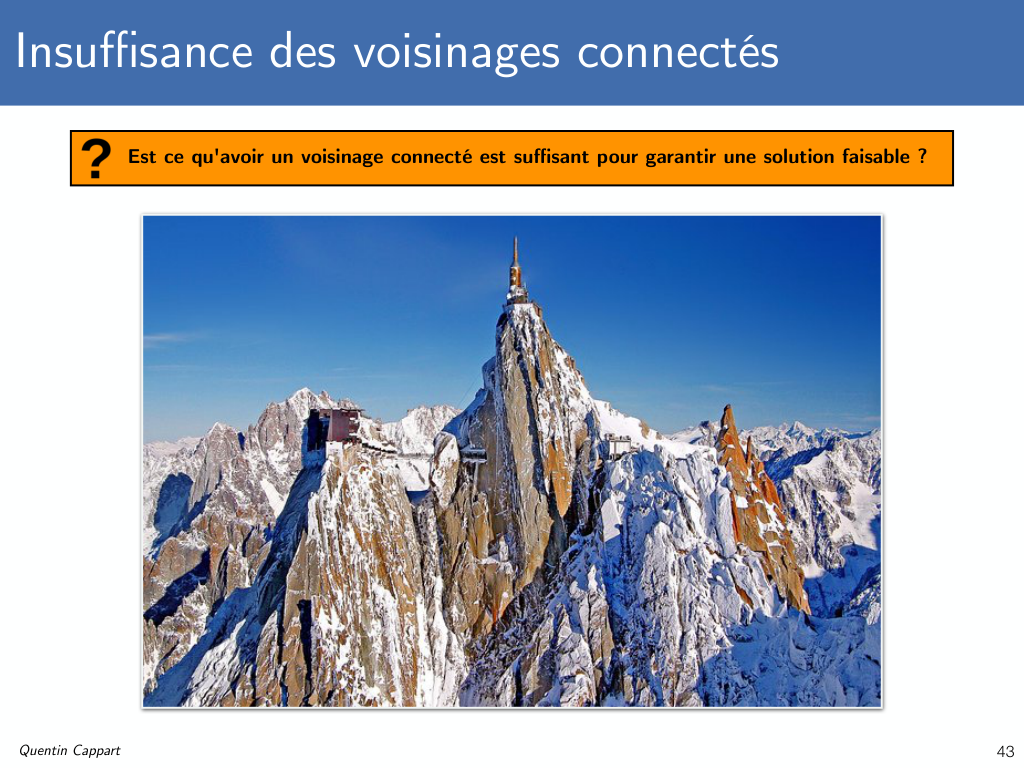 Insuffisance des voisinages connectés
? Est ce qu'avoir un voisinage connecté est suffisant pour garantir une solution faisable ?
Quentin Cappart
43